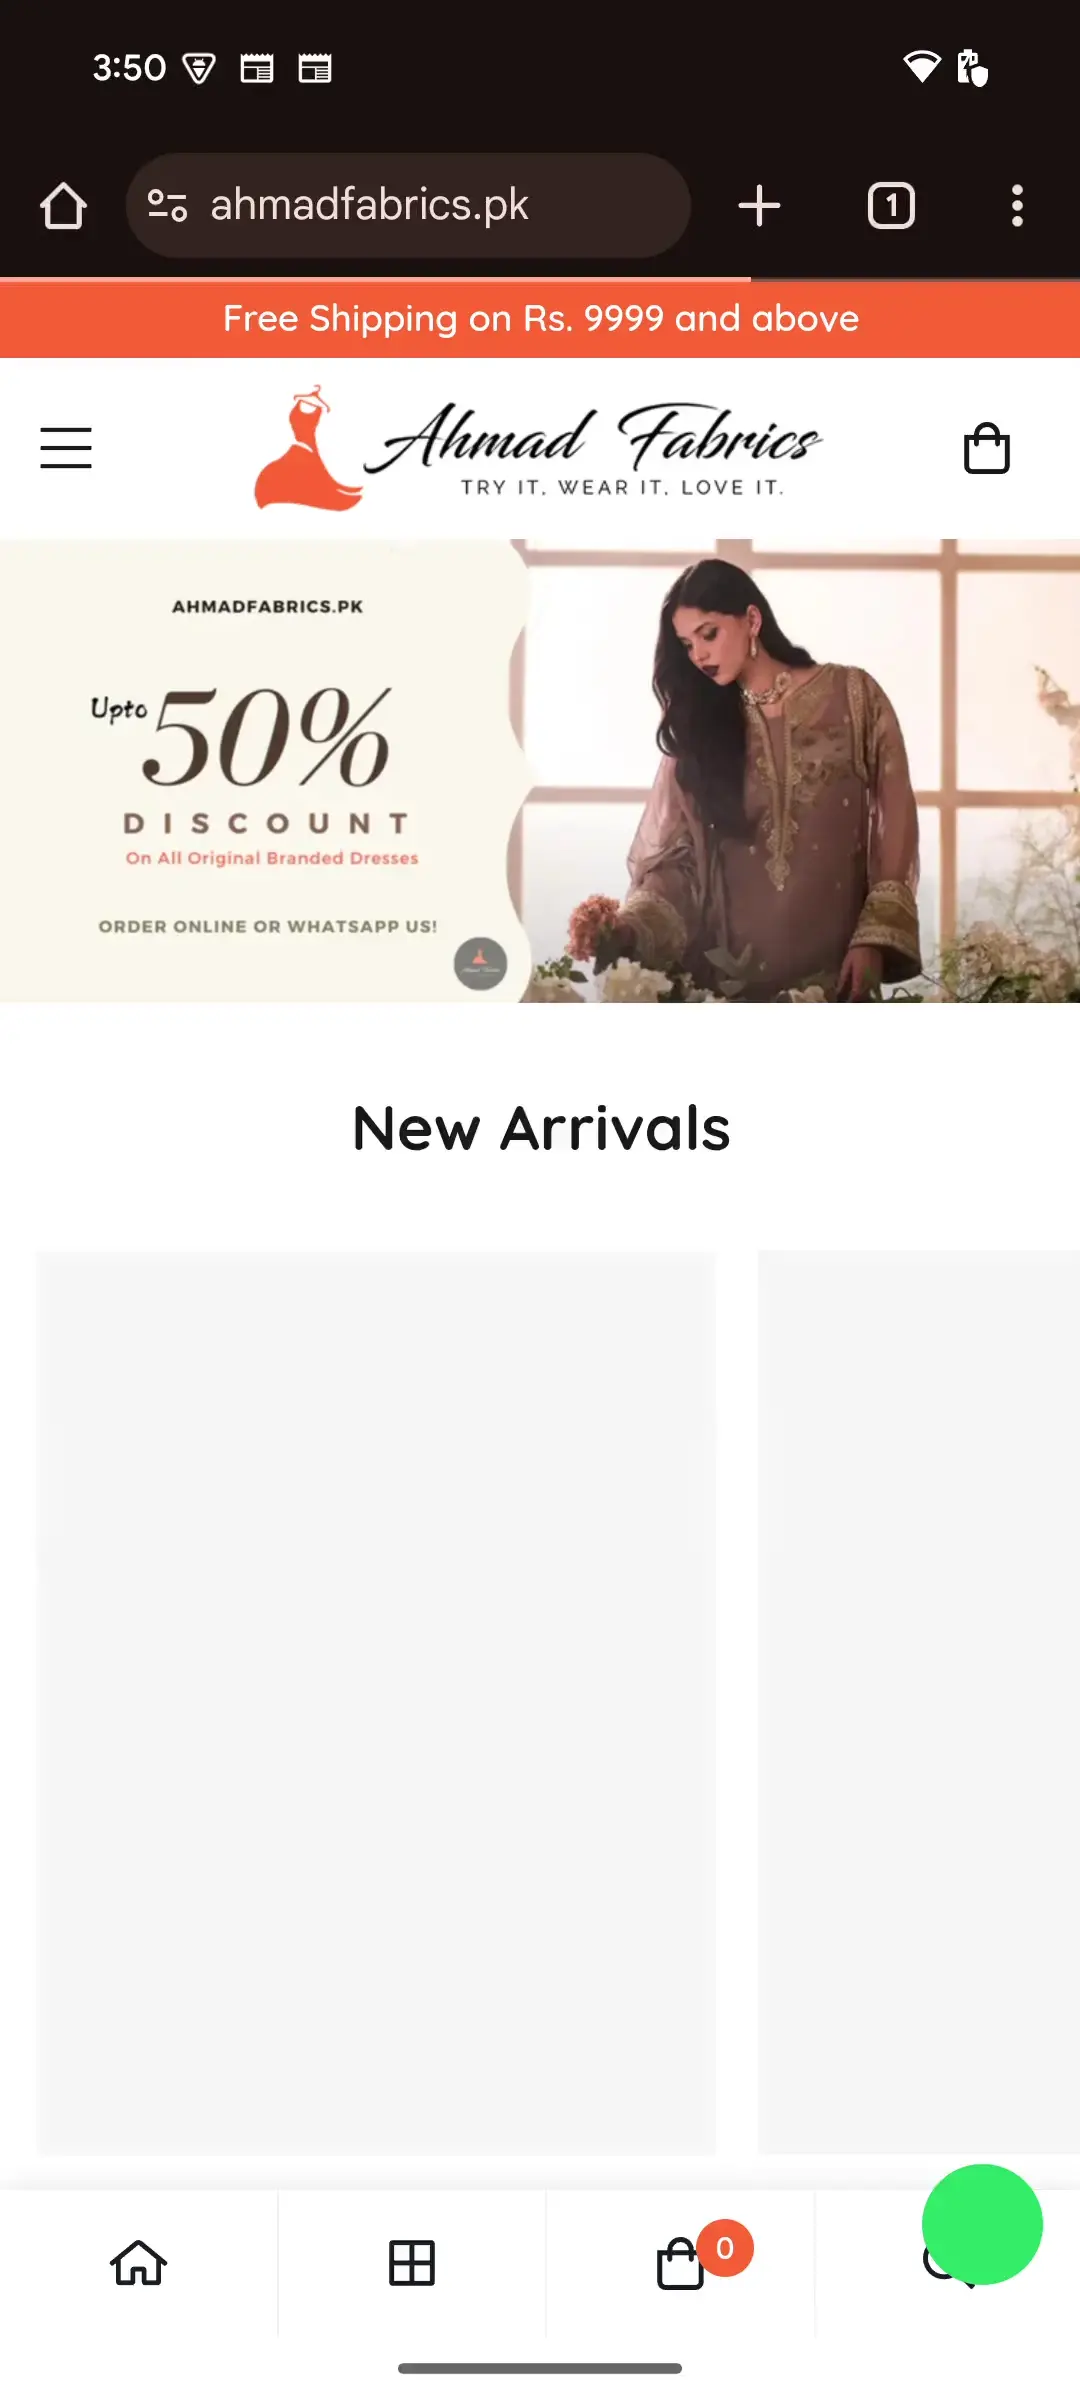 3:50
ahmadfabrics.pk
1
Free Shipping on Rs. 9999 and above
Ahmad Fabrics
TRY IT. WEAR IT. LOVE IT.
AHMADFABRICS.PK
Upto 50%
DISCOUNT
On All Original Branded Dresses
ORDER ONLINE OR WHATSAPP US!
New Arrivals
0